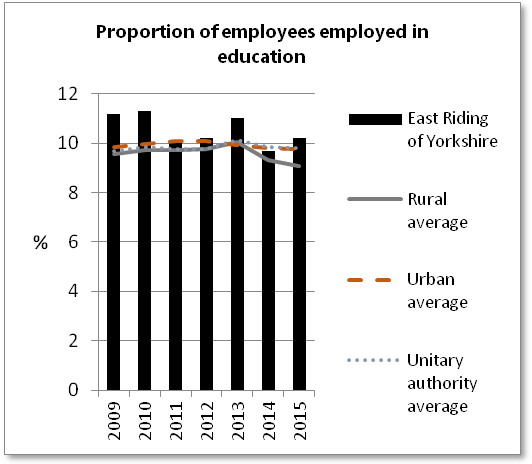 Proportion of employees employed in
education
12
10
8
6
4
2
0
%
2009
2010
2011
2012
2013
2014
2015
East Riding
of Yorkshire
Rural
average
Urban
average
Unitary
authority
average